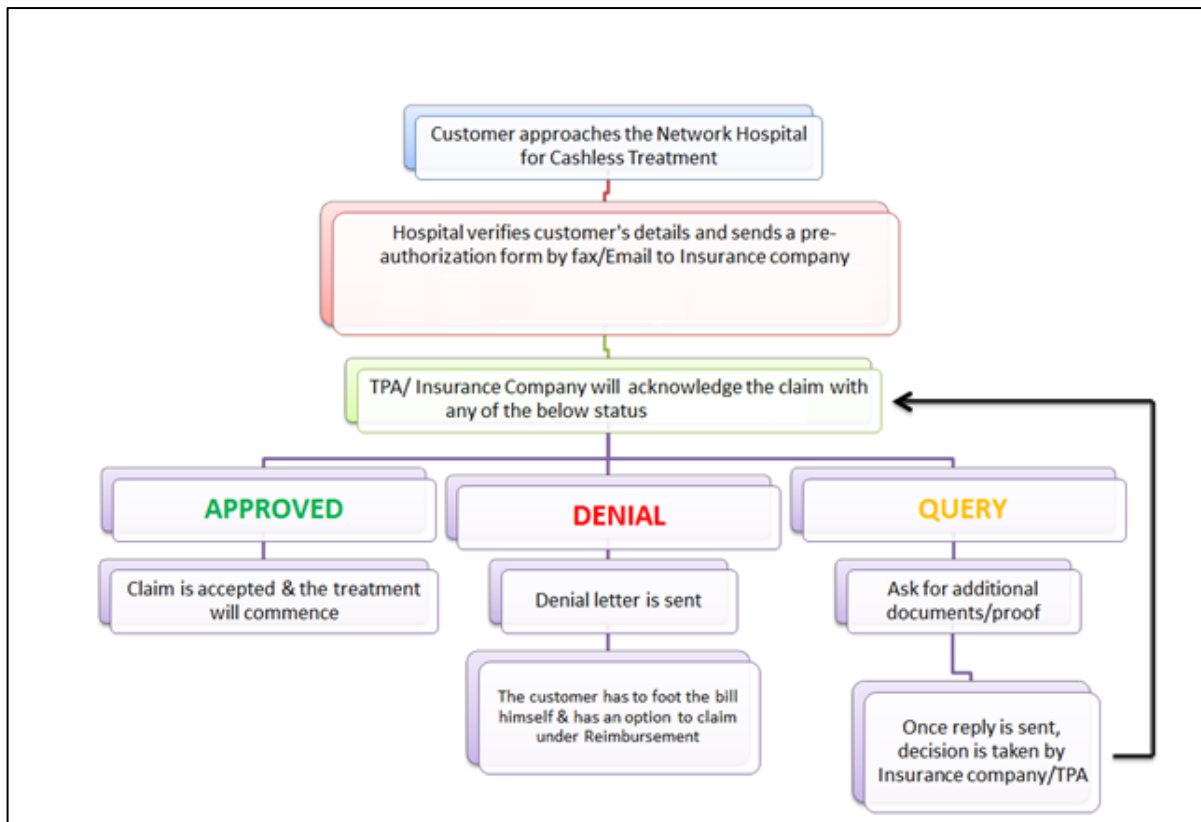 Customer approaches the Network Hospital
for Cashless Treatment
Hospital verifies customer's details and sends a pre-
authorization form by fax/Email to Insurance company
TPA/ Insurance Company will acknowledge the claim with
any of the below status
APPROVED
Claim is accepted & the treatment
will commence
DENIAL
Denial letter is sent
The customer has to foot the bill
himself & has an option to claim
under Reimbursement
QUERY
Ask for additional
documents/proof
Once reply is sent,
decision is taken by
Insurance company/TPA